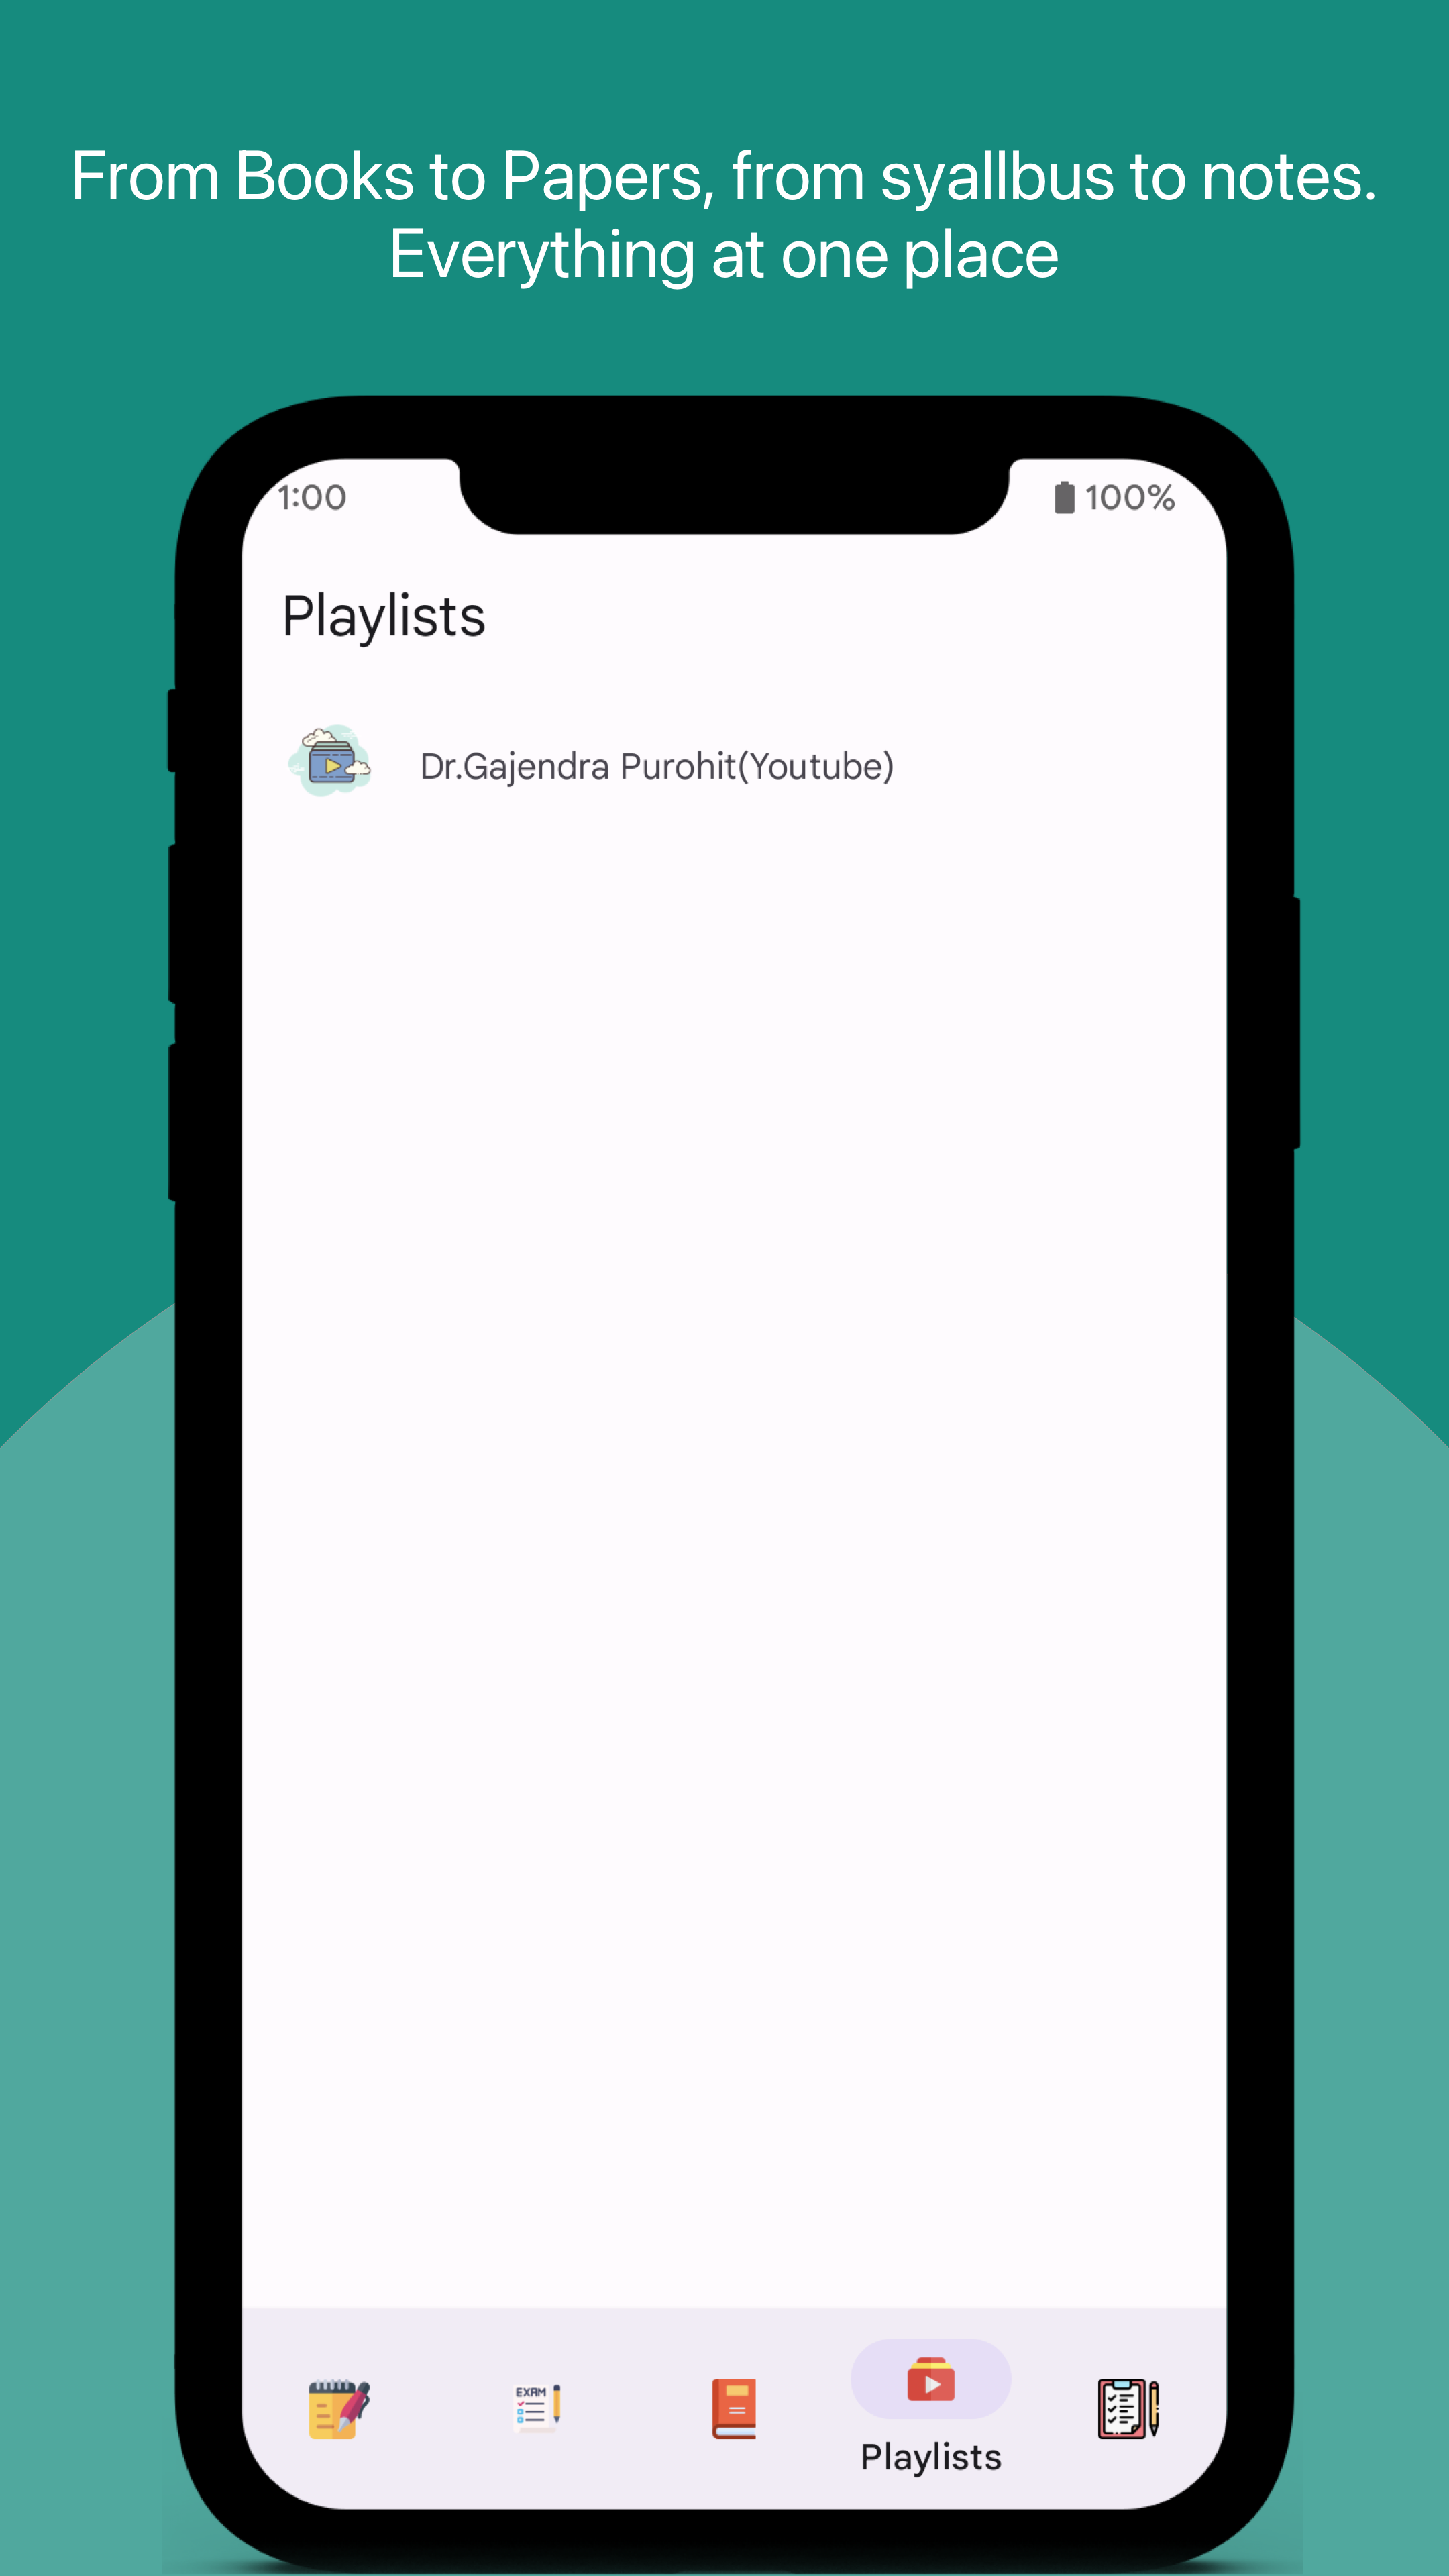 From Books to Papers, from syallbus to notes.
Everything at one place
1:00
100%
Playlists
Dr.Gajendra Purohit(Youtube)
EXAM
Playlists